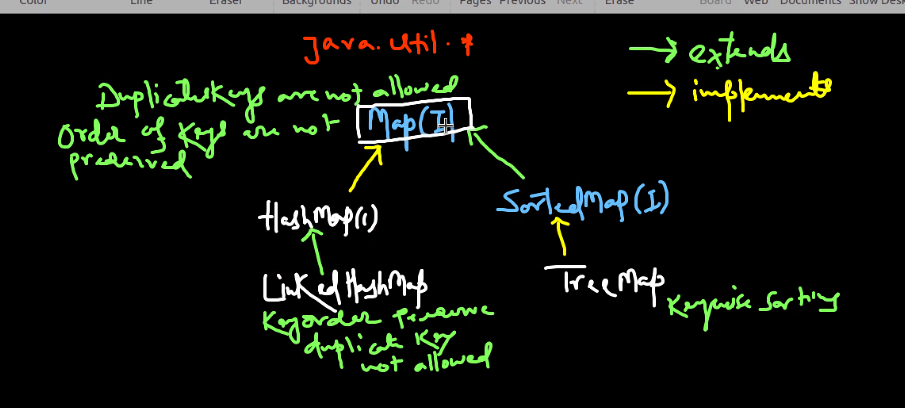 Color Line Eraser Backgrounds Undo Redo Pages Previous Next Erase Board Web Documents Show Des
java.util.*
→ extends
→ implements
Duplicate keys are not allowed
Order of Keys are not
preserved
Map(I)
HashMap(c)
SortedMap(I)
LinkedHashMap
TreeMap
Keyorder Preserve
duplicate Key
not allowed
Keywise Sorting